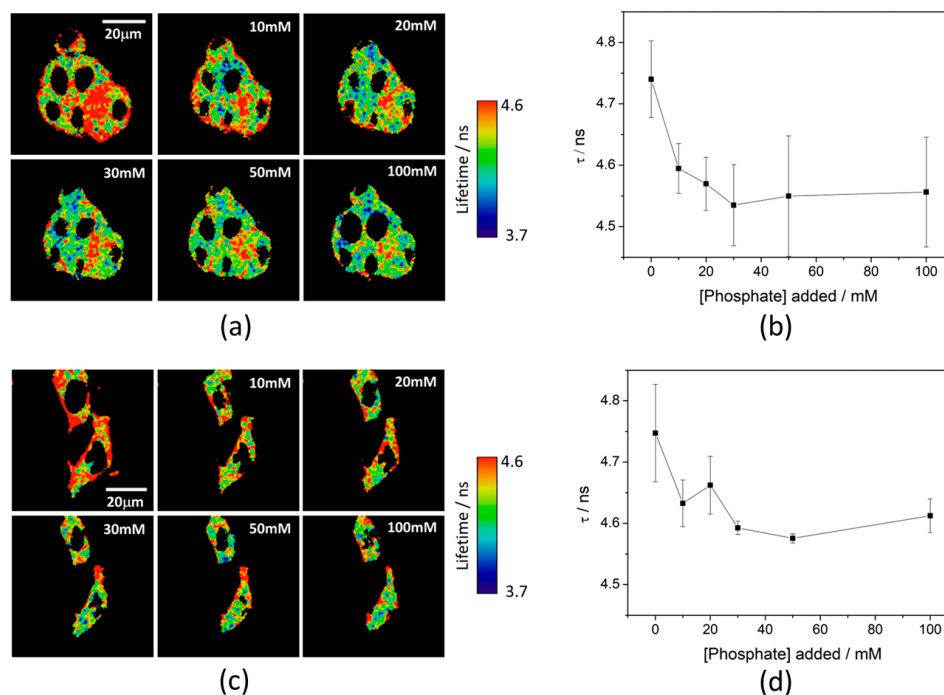 20μm
10mM
20mM
30mM
50mM
100mM
4.6
Lifetime / ns
3.7
(a)
4.8
4.7
4.6
4.5
τ / ns
0 20 40 60 80 100
[Phosphate] added / mM
(b)
20μm
10mM
20mM
30mM
50mM
100mM
4.6
Lifetime / ns
3.7
(c)
4.8
4.7
4.6
4.5
τ / ns
0 20 40 60 80 100
[Phosphate] added / mM
(d)